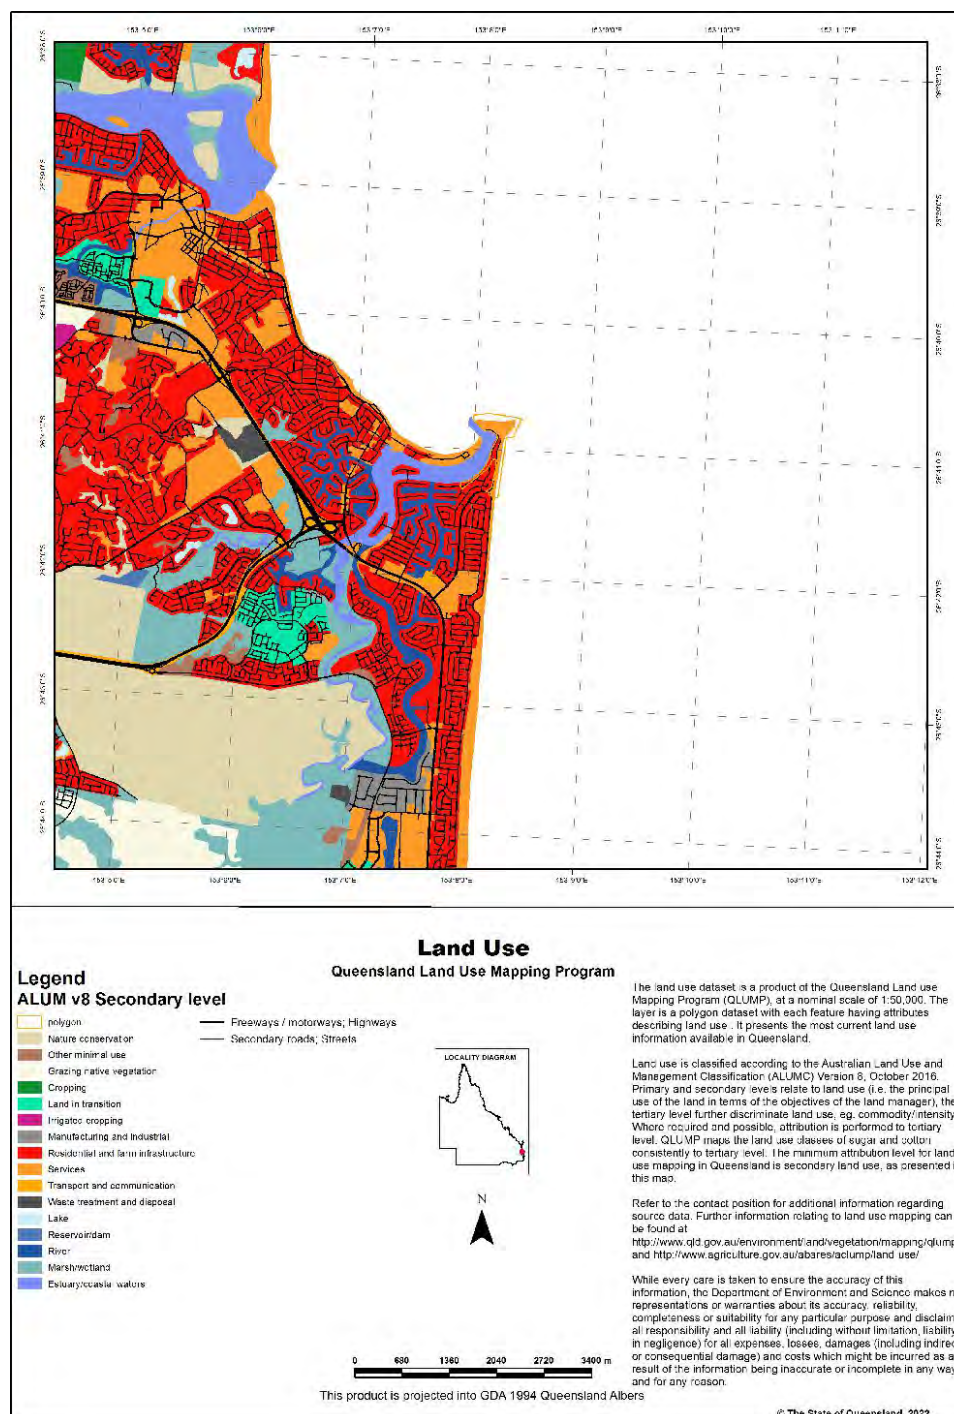 Land Use
Queensland Land Use Mapping Program
Legend
ALUM v8 Secondary level
polygon
Nature conservation
Other minimal use
Grazing native vegetation
Cropping
Land in transition
Irrigated cropping
Manufacturing and industrial
Residential and farm infrastructure
Services
Transport and communication
Waste treatment and disposal
Lake
Reservoir/dam
River
Marsh/wetland
Estuary/coastal waters
Freeways / motorways; Highways
Secondary roads; Streets
LOCALITY DIAGRAM
N
0 680 1360 2040 2720 3400 m
This product is projected into GDA 1994 Queensland Albers
The land use dataset is a product of the Queensland Land use
Mapping Program (QLUMP), at a nominal scale of 1:50,000. The
layer is a polygon dataset with each feature having attributes
describing land use . It presents the most current land use
information available in Queensland.
Land use is classified according to the Australian Land Use and
Management Classification (ALUMC) Version 8, October 2016.
Primary and secondary levels relate to land use (i.e. the principal
use of the land in terms of the objectives of the land manager), the
tertiary level further discriminate land use, eg. commodity/intensity
Where required and possible, attribution is performed to tertiary
level. QLUMP maps the land use classes of sugar and cotton
consistently to tertiary level. The minimum attribution level for land
use mapping in Queensland is secondary land use, as presented i
this map.
Refer to the contact position for additional information regarding
source data. Further information relating to land use mapping can
be found at
http://www.qld.gov.au/environment/land/vegetation/mapping/qlump
and http://www.agriculture.gov.au/abares/aclump/land use/
While every care is taken to ensure the accuracy of this
information, the Department of Environment and Science makes n
representations or warranties about its accuracy, reliability,
completeness or suitability for any particular purpose and disclaim
all responsibility and all liability (including without limitation, liability
in negligence) for all expenses, losses, damages (including indirec
or consequential damage) and costs which might be incurred as a
result of the information being inaccurate or incomplete in any way
and for any reason.
© The State of Queensland, 2022